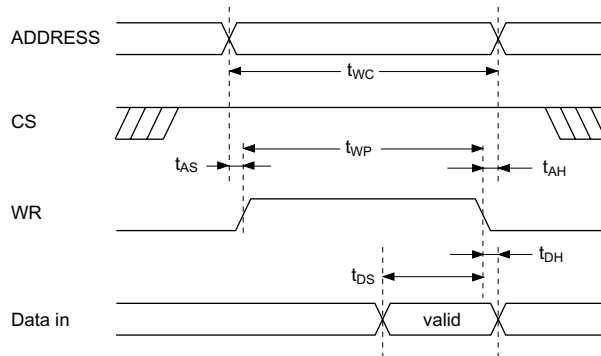 ADDRESS
tWC
CS
tWP
tAS
tAH
WR
tDH
tDS
Data in
valid